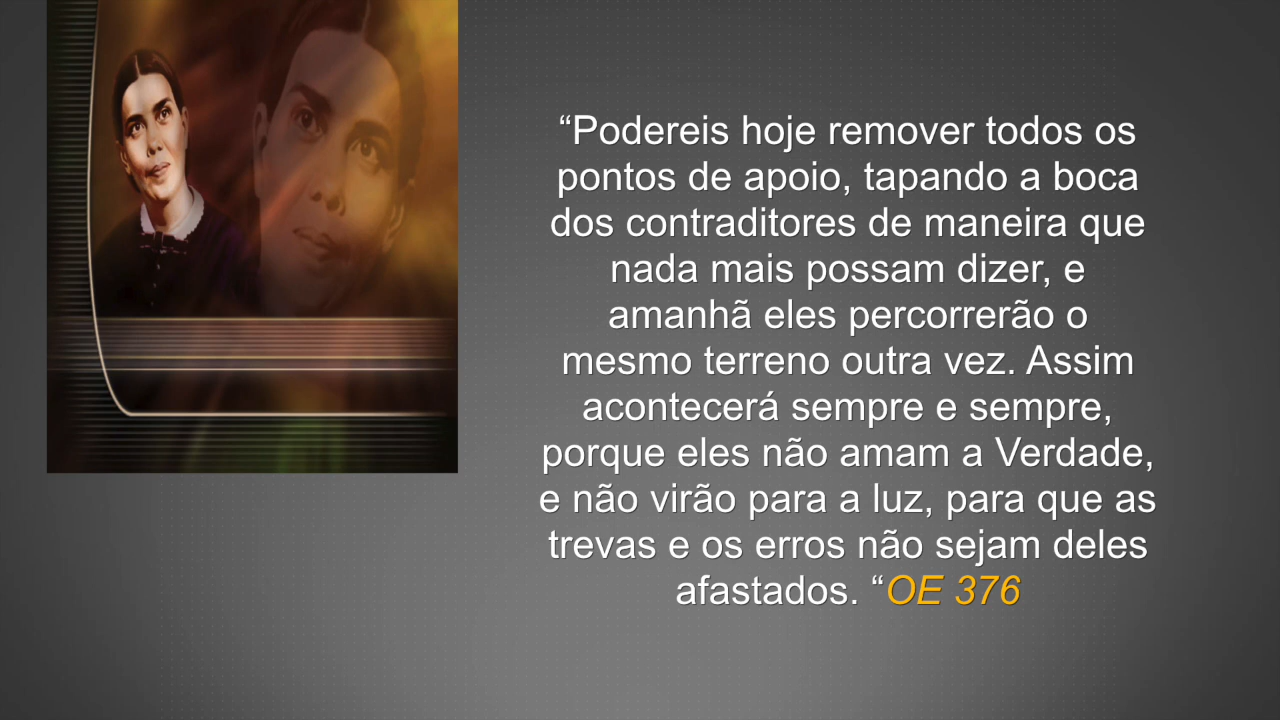 “Podereis hoje remover todos os
pontos de apoio, tapando a boca
dos contraditores de maneira que
nada mais possam dizer, e
amanhã eles percorrerão o
mesmo terreno outra vez. Assim
acontecerá sempre e sempre,
porque eles não amam a Verdade,
e não virão para a luz, para que as
trevas e os erros não sejam deles
afastados. “OE 376